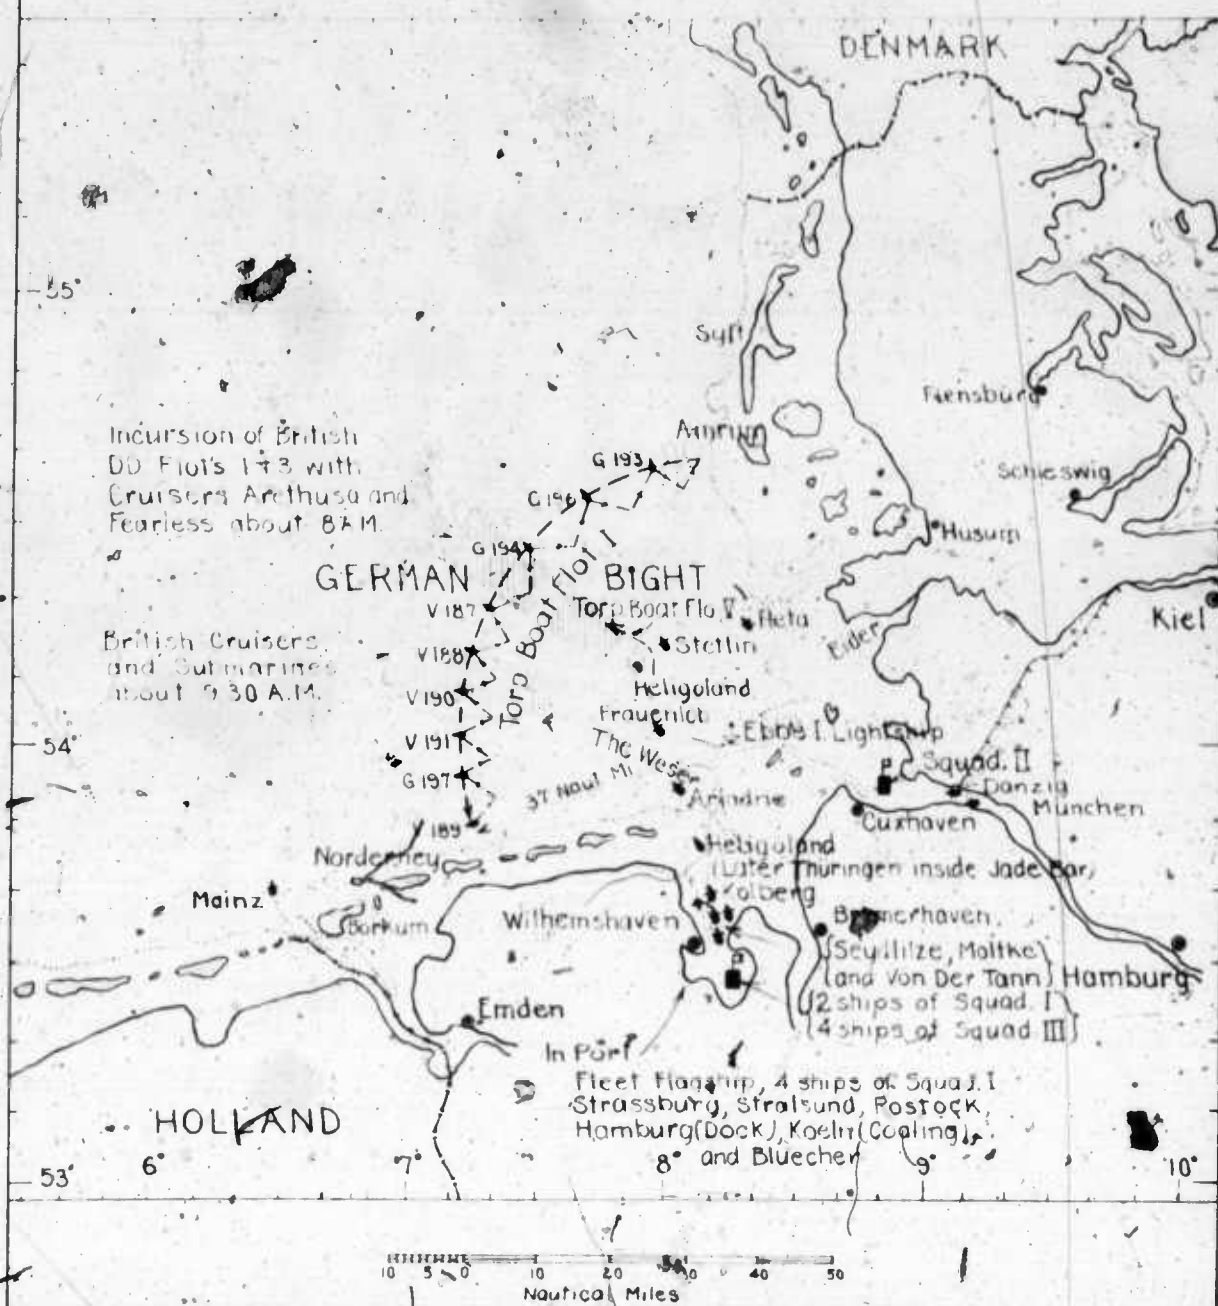 DENMARK
55°
Sylt
Flensburg
Amrum
Incursion of British
DD Flot's 1+3 with
Cruisers Arethusa and
Fearless about 8 A.M.
G 193
?
G 196
Schleswig
G 194
Husum
GERMAN BIGHT
Torp Boat Flot I
V 187
Torp Boat Flo. V
Kiel
British Cruisers
and Submarines
about 9 30 A.M.
V 188
Stettin
Eider
V 190
Heligoland
Frauenlob
V 191
I. Lightship
54°
The Weser
Squad. II
G 197
37 Naut Mi
Danzig
Ariadne
München
Cuxhaven
V 189
Heligoland
Norderney
(Later Thüringen inside Jade Bar)
Kolberg
Mainz
Borkum
Wilhemshaven
Bremerhaven
(Seydlitze, Moltke)
(and Von Der Tann)
Hamburg
(2 ships of Squad. I)
(4 ships of Squad III)
Emden
In Port
Fleet Flagship, 4 ships of Squad. I
Strassburg, Stralsund, Rostock,
Hamburg (Dock), Koeln (Coaling),
and Bluecher
HOLLAND
53°
6°
7°
8°
9°
10°
10 5 0 10 20 30 40 50
Nautical Miles